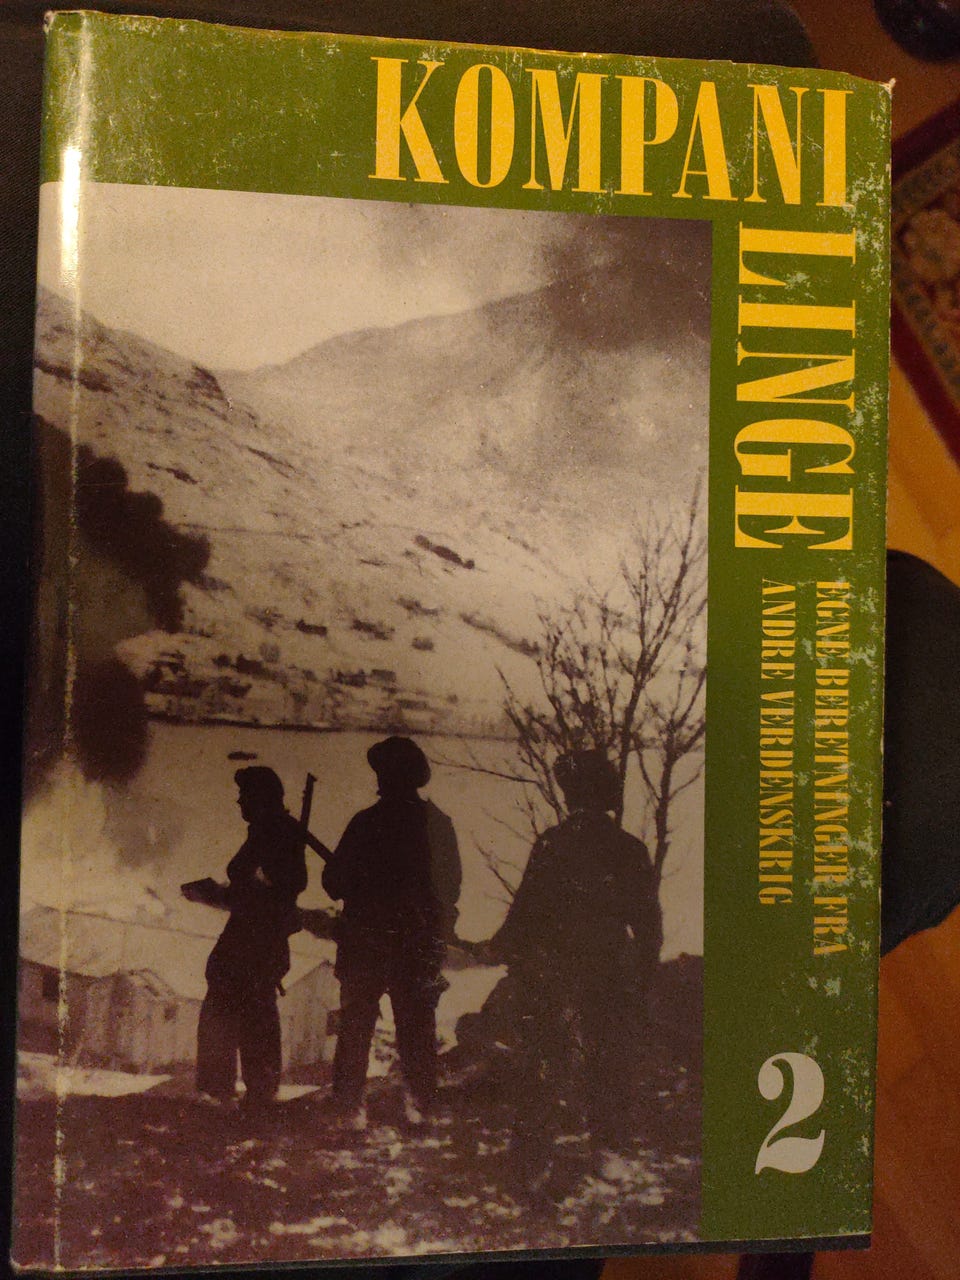 KOMPANI
LINGE
EGNE BERETNINGER FRA
ANDRE VERDENSKRIG
2